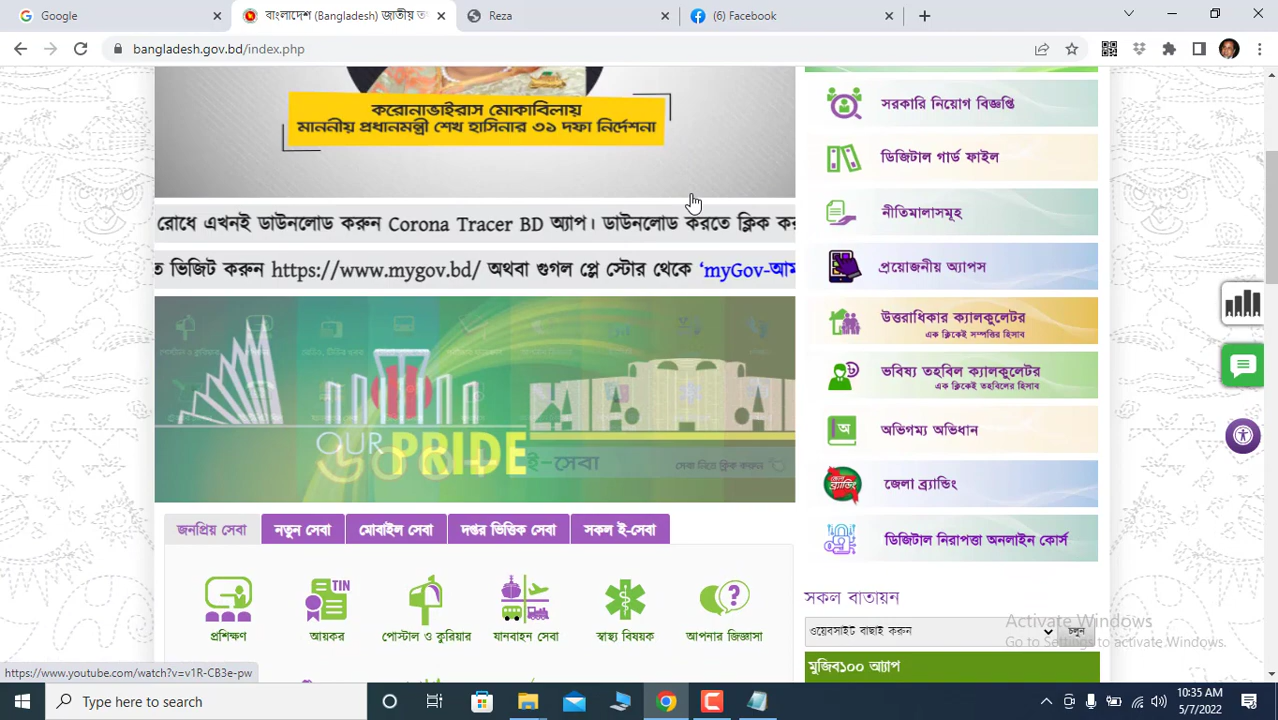 Google
বাংলাদেশ (Bangladesh) জাতীয় তথ
Reza
(6) Facebook
bangladesh.gov.bd/index.php
করোনাভাইরাস মোকাবিলায়
মাননীয় প্রধানমন্ত্রী শেখ হাসিনার ৩১ দফা নির্দেশনা
রোধে এখনই ডাউনলোড করুন Corona Tracer BD অ্যাপ। ডাউনলোড করতে ক্লিক কর
ত ভিজিট করুন https://www.mygov.bd/ অথবা গুগল প্লে স্টোর থেকে ‘myGov-আম
OUR PRIDE
ই-সেবা
সেবা নিতে ক্লিক করুন
জনপ্রিয় সেবা
নতুন সেবা
মোবাইল সেবা
দপ্তর ভিত্তিক সেবা
সকল ই-সেবা
TIN
প্রশিক্ষণ
আয়কর
পোস্টাল ও কুরিয়ার
যানবাহন সেবা
স্বাস্থ্য বিষয়ক
আপনার জিজ্ঞাসা
সরকারি নিয়োগ বিজ্ঞপ্তি
ডিজিটাল গার্ড ফাইল
নীতিমালাসমূহ
প্রয়োজনীয় অ্যাপস
উত্তরাধিকার ক্যালকুলেটর
এক ক্লিকেই সম্পত্তির হিসাব
ভবিষ্য তহবিল ক্যালকুলেটর
এক ক্লিকেই তহবিলের হিসাব
অ
অভিগম্য অভিধান
জেলা ব্র্যান্ডিং
ডিজিটাল নিরাপত্তা অনলাইন কোর্স
সকল বাতায়ন
ওয়েবসাইট বাছাই করুন
চলুন
মুজিব১০০ অ্যাপ
Activate Windows
Go to Settings to activate Windows.
https://www.youtube.com/watch?v=v1R-CB3e-pw
Type here to search
10:35 AM
5/7/2022